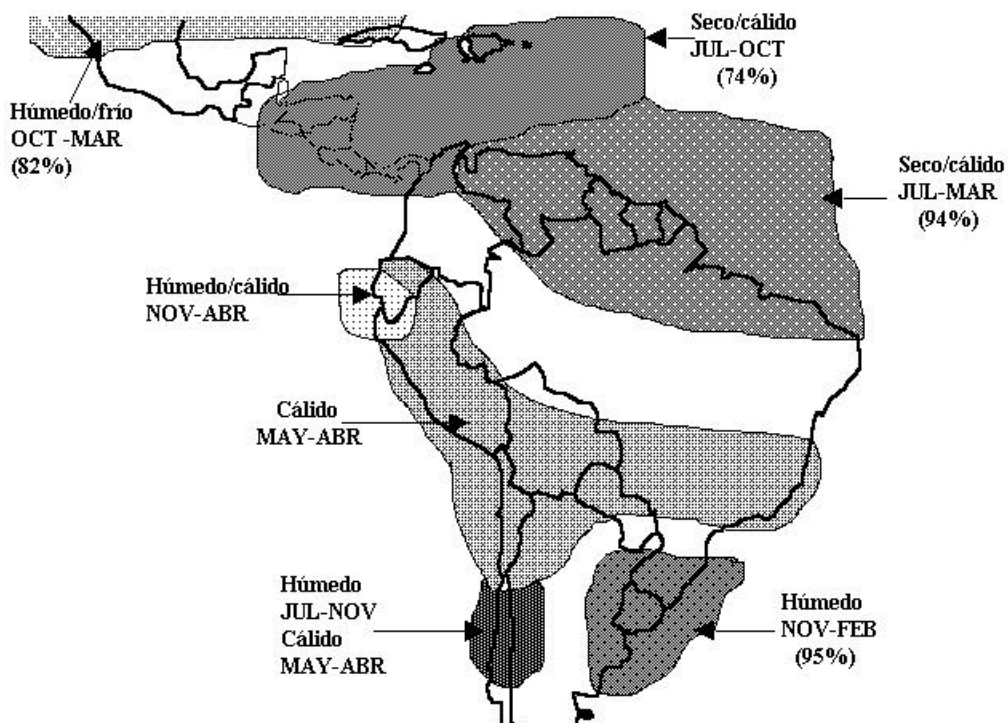 Seco/cálido
JUL-OCT
(74%)
Húmedo/frío
OCT -MAR
(82%)
Seco/cálido
JUL-MAR
(94%)
Húmedo/cálido
NOV-ABR
Cálido
MAY-ABR
Húmedo
JUL-NOV
Cálido
MAY-ABR
Húmedo
NOV-FEB
(95%)